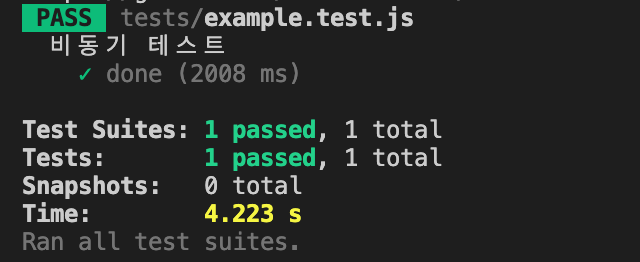 PASS tests/example.test.js
비동기 테스트
✓ done (2008 ms)
Test Suites: 1 passed, 1 total
Tests: 1 passed, 1 total
Snapshots: 0 total
Time: 4.223 s
Ran all test suites.